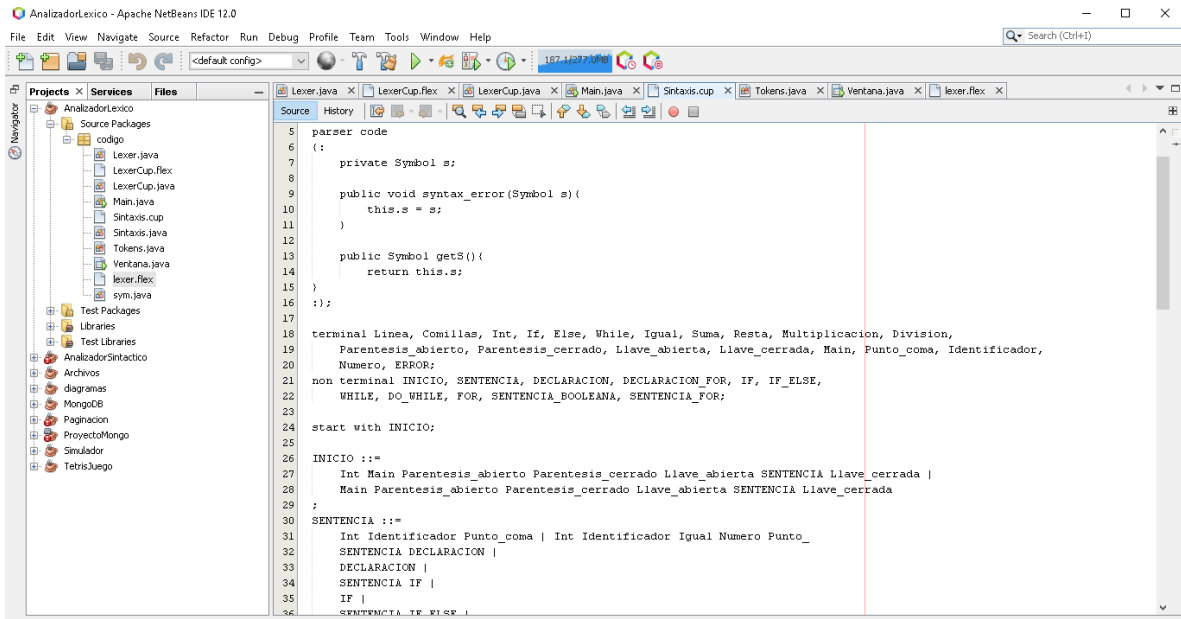 AnalizadorLexico - Apache NetBeans IDE 12.0
File Edit View Navigate Source Refactor Run Debug Profile Team Tools Window Help
Search (Ctrl+I)
<default config>
187.1/277.0MB
Projects Services Files
Navigator
AnalizadorLexico
Source Packages
codigo
Lexer.java
LexerCup.flex
LexerCup.java
Main.java
Sintaxis.cup
Sintaxis.java
Tokens.java
Ventana.java
lexer.flex
sym.java
Test Packages
Libraries
Test Libraries
AnalizadorSintactico
Archivos
diagramas
MongoDB
Paginacion
ProyectoMongo
Simulador
TetrisJuego
Lexer.java LexerCup.flex LexerCup.java Main.java Sintaxis.cup Tokens.java Ventana.java lexer.flex
Source History
5 parser code
6 {:
7 private Symbol s;
8
9 public void syntax_error(Symbol s){
10 this.s = s;
11 }
12
13 public Symbol getS(){
14 return this.s;
15 }
16 :};
17
18 terminal Linea, Comillas, Int, If, Else, While, Igual, Suma, Resta, Multiplicacion, Division,
19 Parentesis_abierto, Parentesis_cerrado, Llave_abierta, Llave_cerrada, Main, Punto_coma, Identificador,
20 Numero, ERROR;
21 non terminal INICIO, SENTENCIA, DECLARACION, DECLARACION_FOR, IF, IF_ELSE,
22 WHILE, DO_WHILE, FOR, SENTENCIA_BOOLEANA, SENTENCIA_FOR;
23
24 start with INICIO;
25
26 INICIO ::=
27 Int Main Parentesis_abierto Parentesis_cerrado Llave_abierta SENTENCIA Llave_cerrada |
28 Main Parentesis_abierto Parentesis_cerrado Llave_abierta SENTENCIA Llave_cerrada
29 ;
30 SENTENCIA ::=
31 Int Identificador Punto_coma | Int Identificador Igual Numero Punto_
32 SENTENCIA DECLARACION |
33 DECLARACION |
34 SENTENCIA IF |
35 IF |
36 SENTENCIA IF_ELSE |